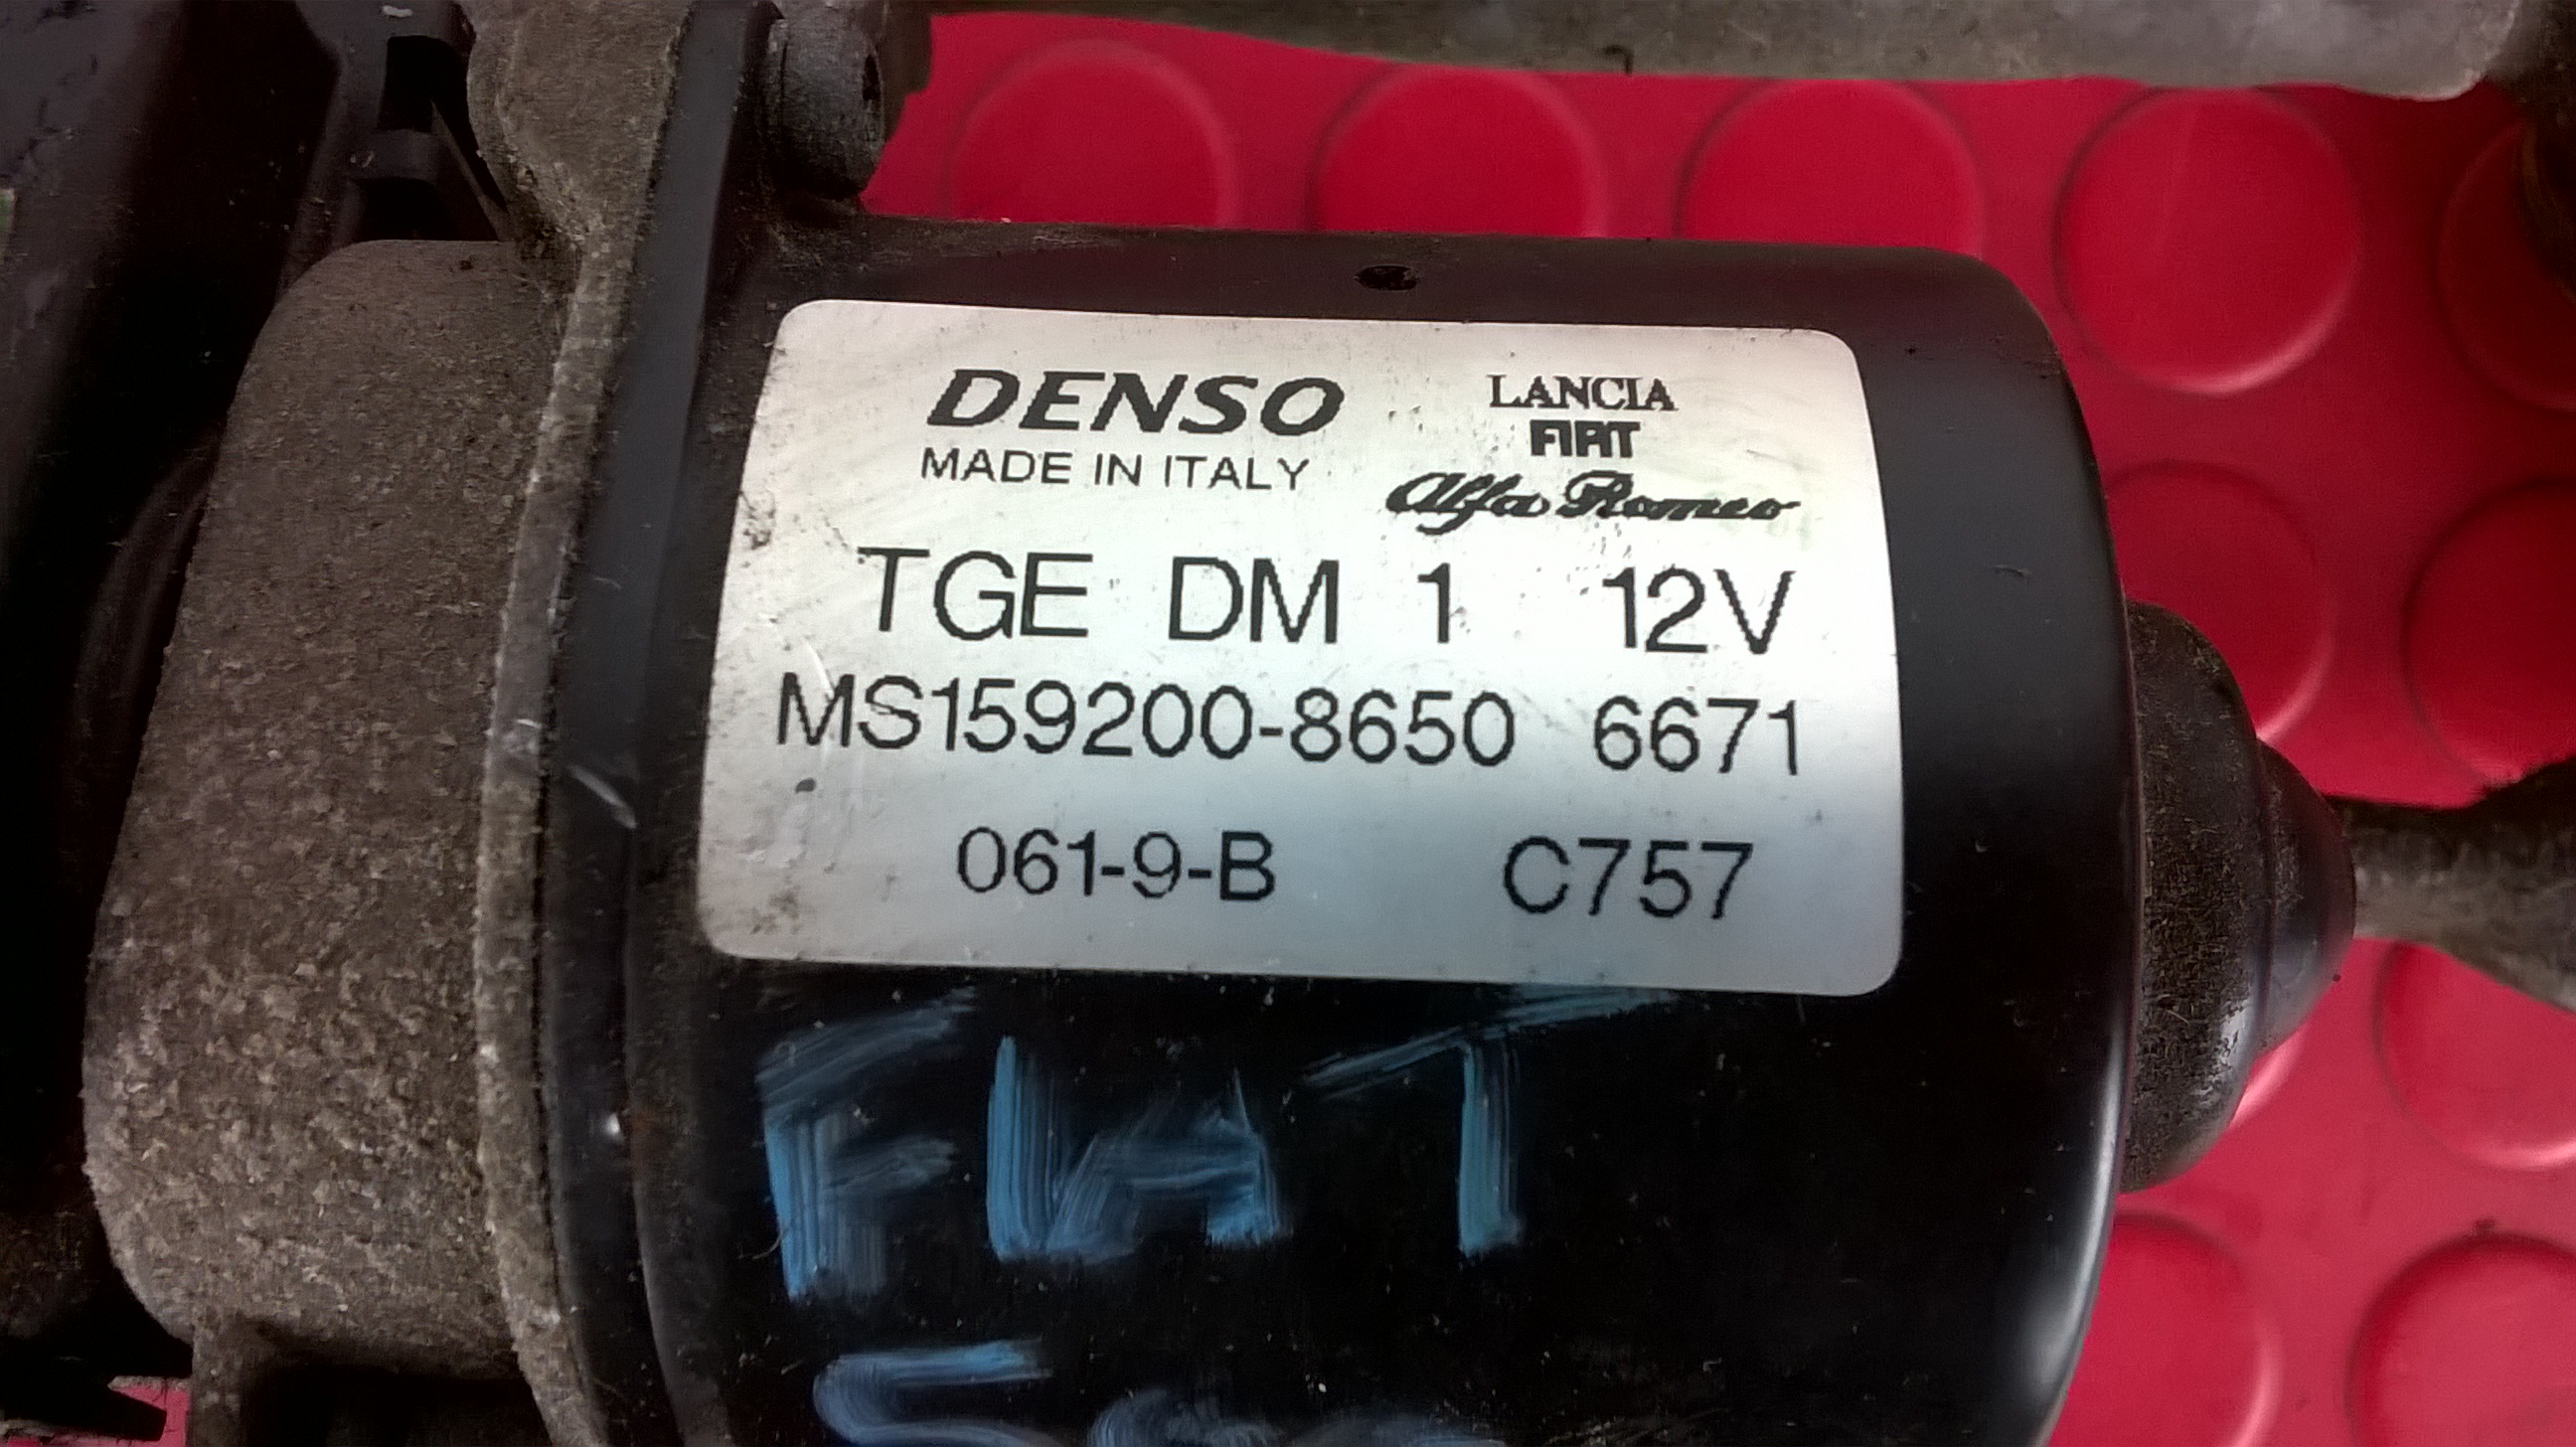 DENSO
MADE IN ITALY
LANCIA
FIAT
Alfa Romeo
TGE DM 1 12V
MS159200-8650 6671
061-9-B C757
FIAT